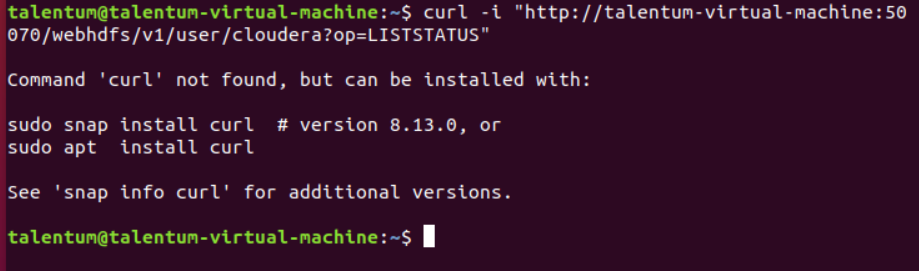 talentum@talentum-virtual-machine:~$ curl -i "http://talentum-virtual-machine:50
070/webhdfs/v1/user/cloudera?op=LISTSTATUS"
Command 'curl' not found, but can be installed with:
sudo snap install curl  # version 8.13.0, or
sudo apt  install curl
See 'snap info curl' for additional versions.
talentum@talentum-virtual-machine:~$